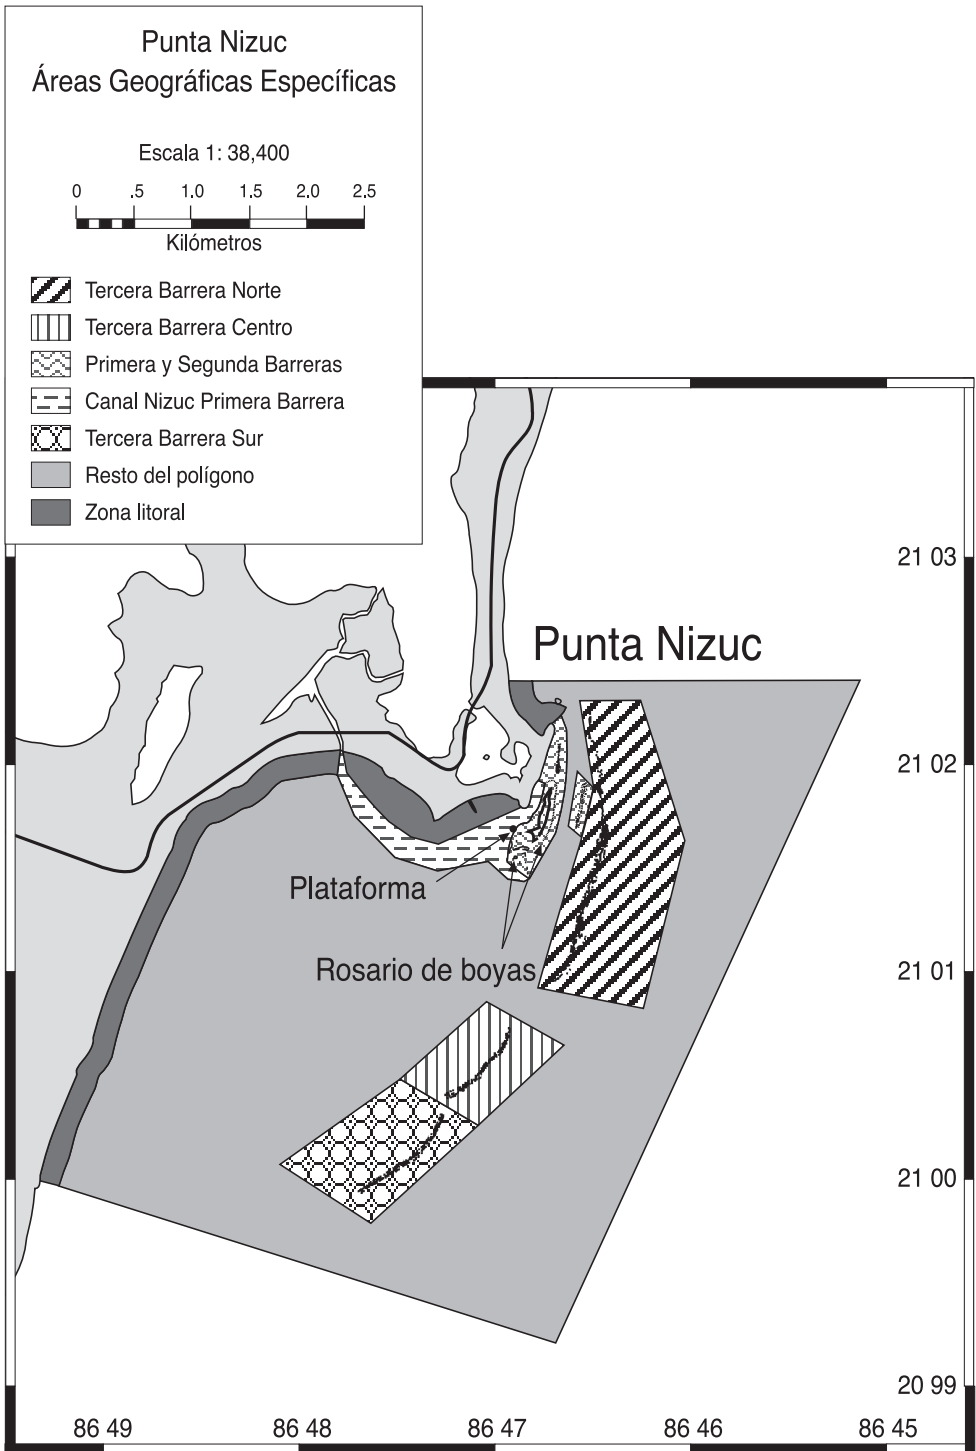 Punta Nizuc
Áreas Geográficas Específicas
Escala 1: 38,400
0 .5 1.0 1.5 2.0 2.5
Kilómetros
Tercera Barrera Norte
Tercera Barrera Centro
Primera y Segunda Barreras
Canal Nizuc Primera Barrera
Tercera Barrera Sur
Resto del polígono
Zona litoral
21 03
Punta Nizuc
21 02
Plataforma
Rosario de boyas
21 01
21 00
20 99
86 49 86 48 86 47 86 46 86 45